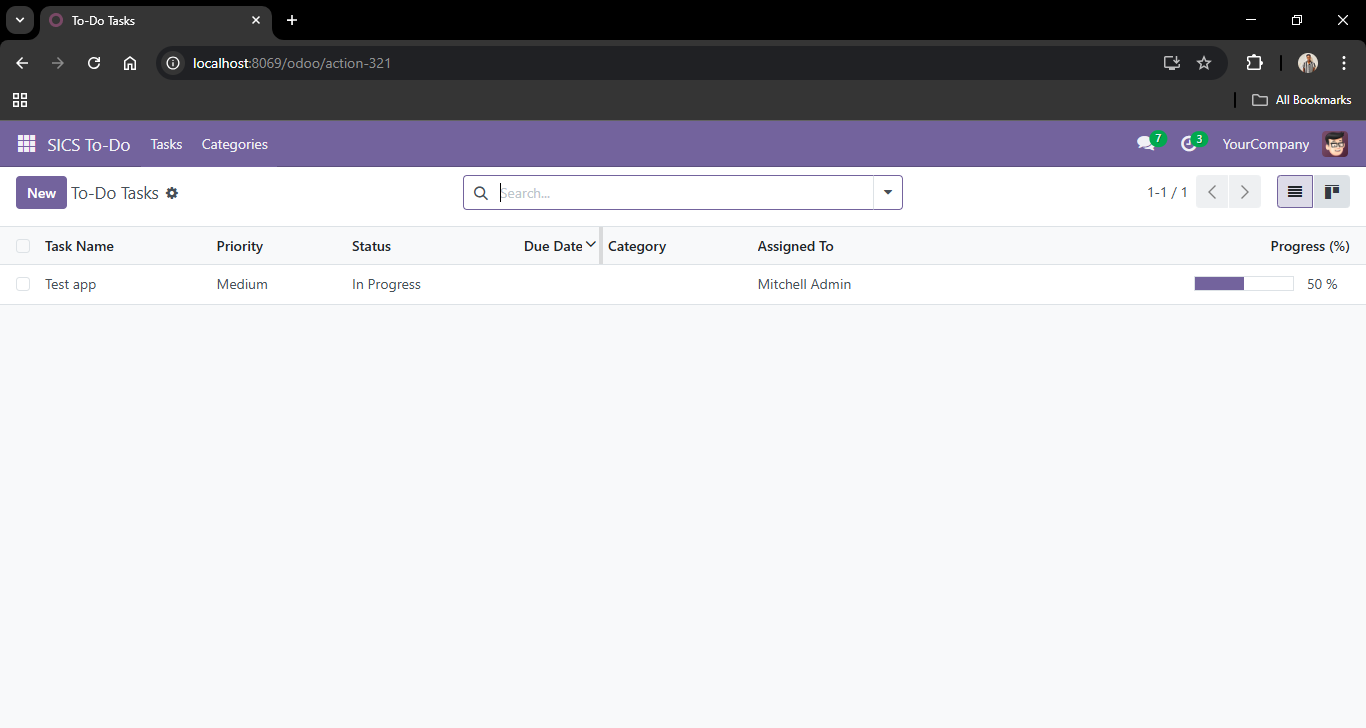 To-Do Tasks
localhost:8069/odoo/action-321
All Bookmarks
SICS To-Do Tasks Categories 7 3 YourCompany
New To-Do Tasks Search... 1-1 / 1
Task Name Priority Status Due Date Category Assigned To Progress (%)
Test app Medium In Progress Mitchell Admin 50 %